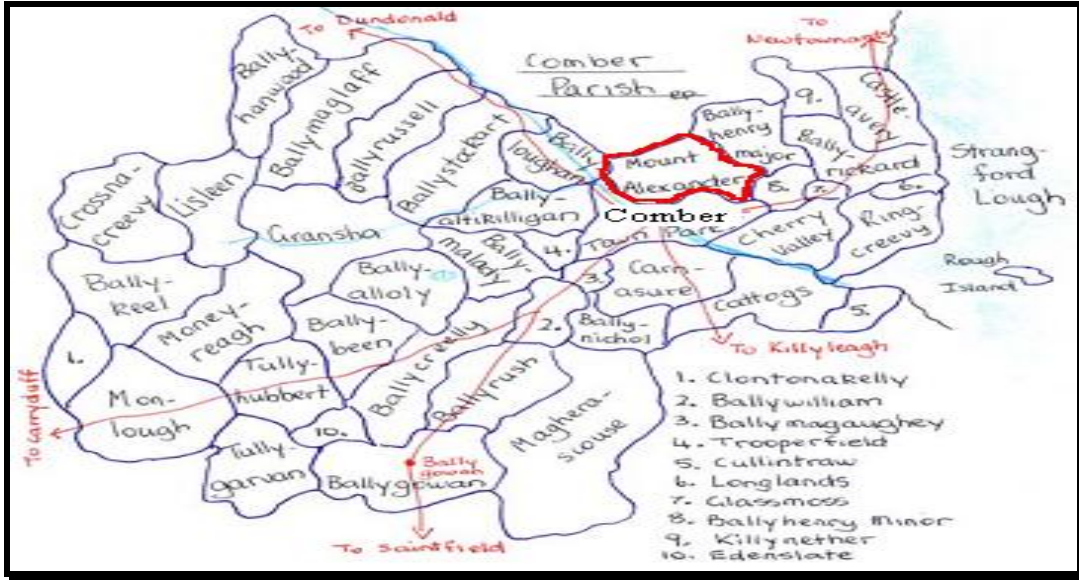 To Dundonald
To
Newtownards
Comber
Parish
Bally-
hanwood
Ballymaglaff
Ballyrussell
Ballystockart
Bally
loughan
Mount
Alexander
Bally-
henry
major
9.
Castle-
avery
Bally-
rickard
8.
7.
6.
Strang-
ford
Lough
Crossna-
creevy
Lisleen
Gransha
Bally-
altikilligan
Comber
Town Parks
Cherry
Valley
Ring-
creevy
Rough
Island
Bally-
keel
Money-
reagh
Bally-
alloly
Bally-
malady
4.
3.
Carn-
asure
Cattogs
5.
1.
Mon-
lough
Tully-
hubbert
Bally-
been
Ballycreelly
2.
Bally-
nichol
To Killyleagh
To Carryduff
Tully-
garvan
10.
Ballyrush
Bally
gowan
Ballygowan
Maghera-
scouse
To Saintfield
1. Clontonakelly
2. Ballywilliam
3. Ballymagaughey
4. Trooperfield
5. Cullintraw
6. Longlands
7. Glassmoss
8. Ballyhenry Minor
9. Killynether
10. Edenslate